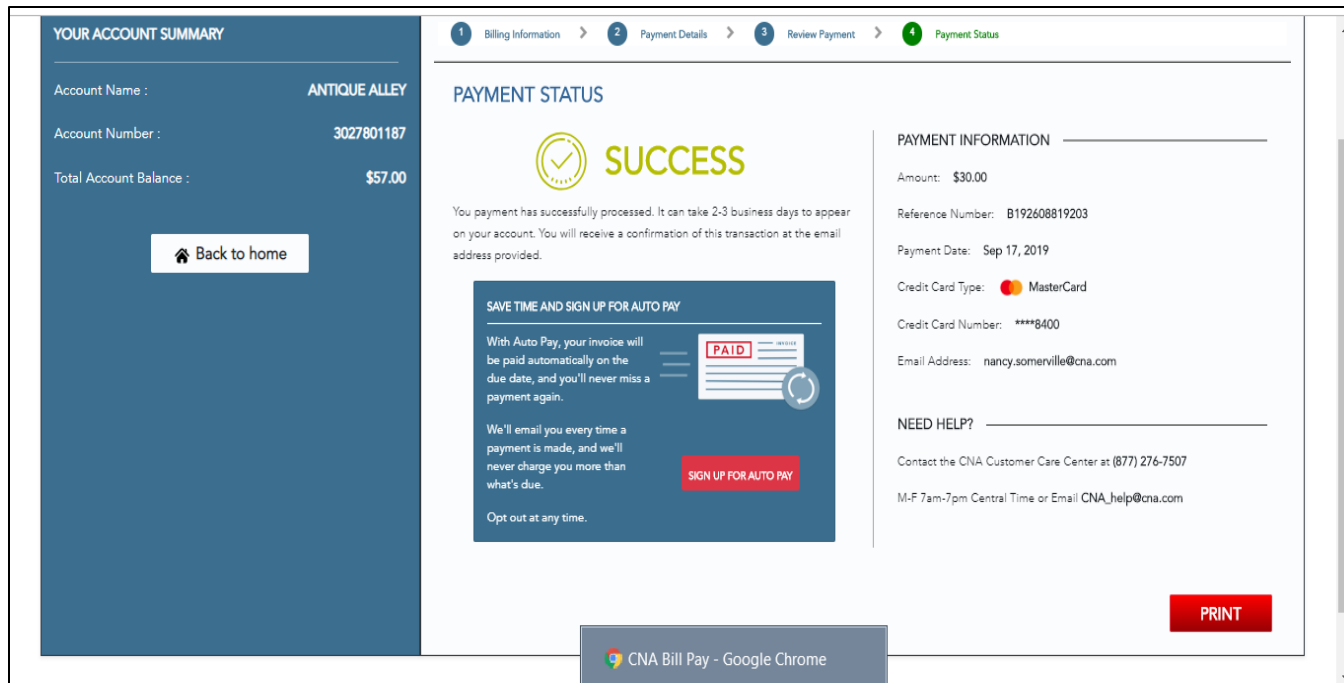 YOUR ACCOUNT SUMMARY
Account Name : ANTIQUE ALLEY
Account Number : 3027801187
Total Account Balance : $57.00
Back to home
1 Billing Information > 2 Payment Details > 3 Review Payment > 4 Payment Status
PAYMENT STATUS
SUCCESS
You payment has successfully processed. It can take 2-3 business days to appear
on your account. You will receive a confirmation of this transaction at the email
address provided.
SAVE TIME AND SIGN UP FOR AUTO PAY
With Auto Pay, your invoice will
be paid automatically on the
due date, and you'll never miss a
payment again.
We'll email you every time a
payment is made, and we'll
never charge you more than
what's due.
Opt out at any time.
PAID
INVOICE
SIGN UP FOR AUTO PAY
PAYMENT INFORMATION
Amount: $30.00
Reference Number: B192608819203
Payment Date: Sep 17, 2019
Credit Card Type: MasterCard
Credit Card Number: ****8400
Email Address: nancy.somerville@cna.com
NEED HELP?
Contact the CNA Customer Care Center at (877) 276-7507
M-F 7am-7pm Central Time or Email CNA_help@cna.com
PRINT
CNA Bill Pay - Google Chrome